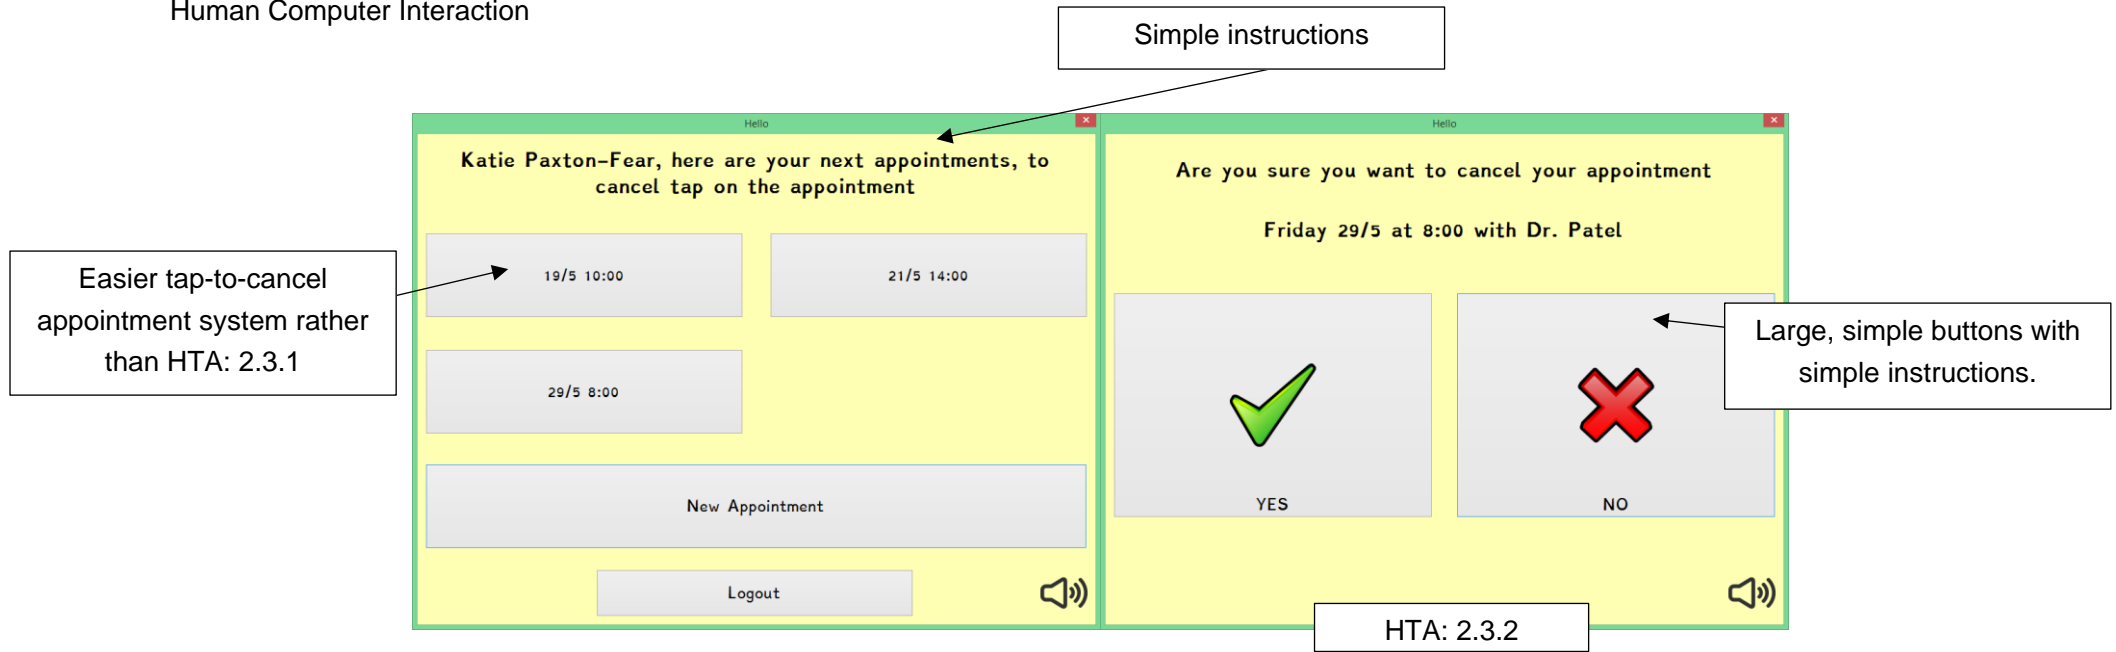 Human Computer Interaction
Simple instructions
Hello
Katie Paxton-Fear, here are your next appointments, to
cancel tap on the appointment
19/5 10:00
21/5 14:00
29/5 8:00
New Appointment
Logout
Easier tap-to-cancel
appointment system rather
than HTA: 2.3.1
Hello
Are you sure you want to cancel your appointment
Friday 29/5 at 8:00 with Dr. Patel
YES
NO
Large, simple buttons with
simple instructions.
HTA: 2.3.2